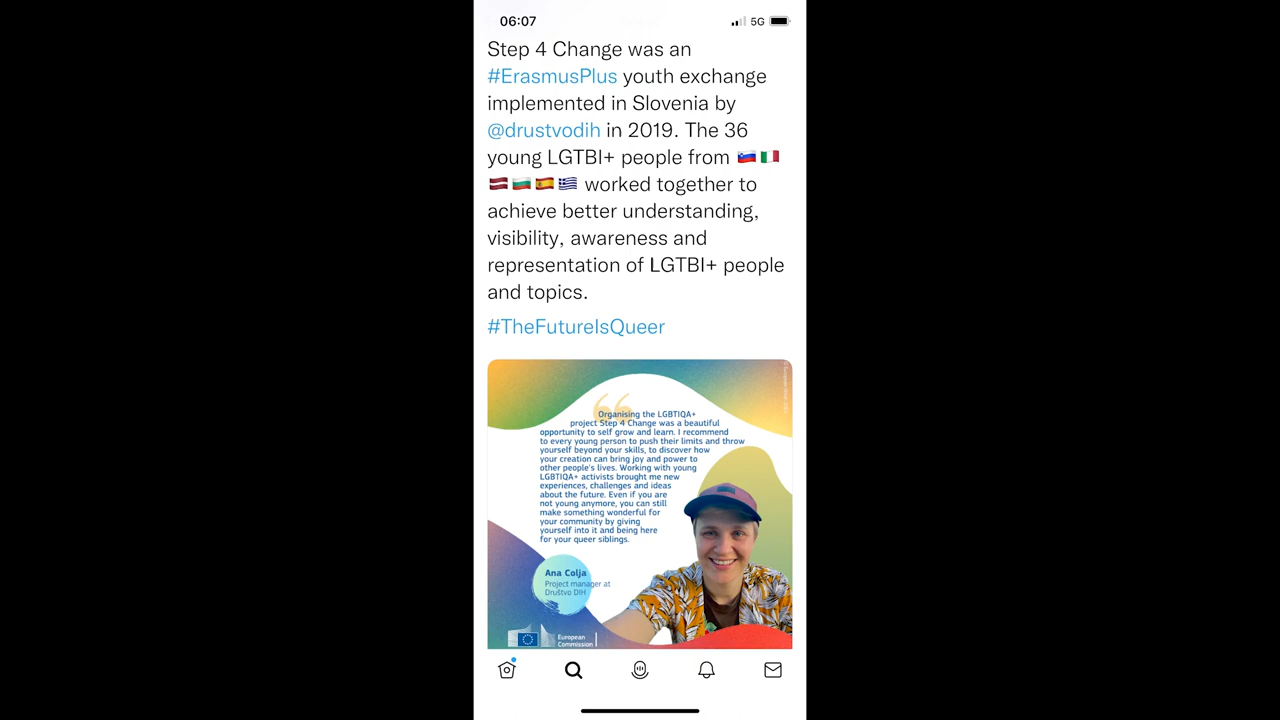 06:07
5G
Step 4 Change was an
#ErasmusPlus youth exchange
implemented in Slovenia by
@drustvodih in 2019. The 36
young LGTBI+ people from 🇸🇮🇮🇹
🇱🇻🇧🇬🇪🇸🇬🇷 worked together to
achieve better understanding,
visibility, awareness and
representation of LGTBI+ people
and topics.
#TheFutureIsQueer
Organising the LGBTIQA+
project Step 4 Change was a beautiful
opportunity to self grow and learn. I recommend
to every young person to push their limits and throw
yourself beyond your skills, to discover how
your creation can bring joy and power to
other people's lives. Working with young
LGBTIQA+ activists brought me new
experiences, challenges and ideas
about the future. Even if you are
not young anymore, you can still
make something wonderful for
your community by giving
yourself into it and being here
for your queer siblings.
Ana Colja
Project manager at
Društvo DIH
European
Commission